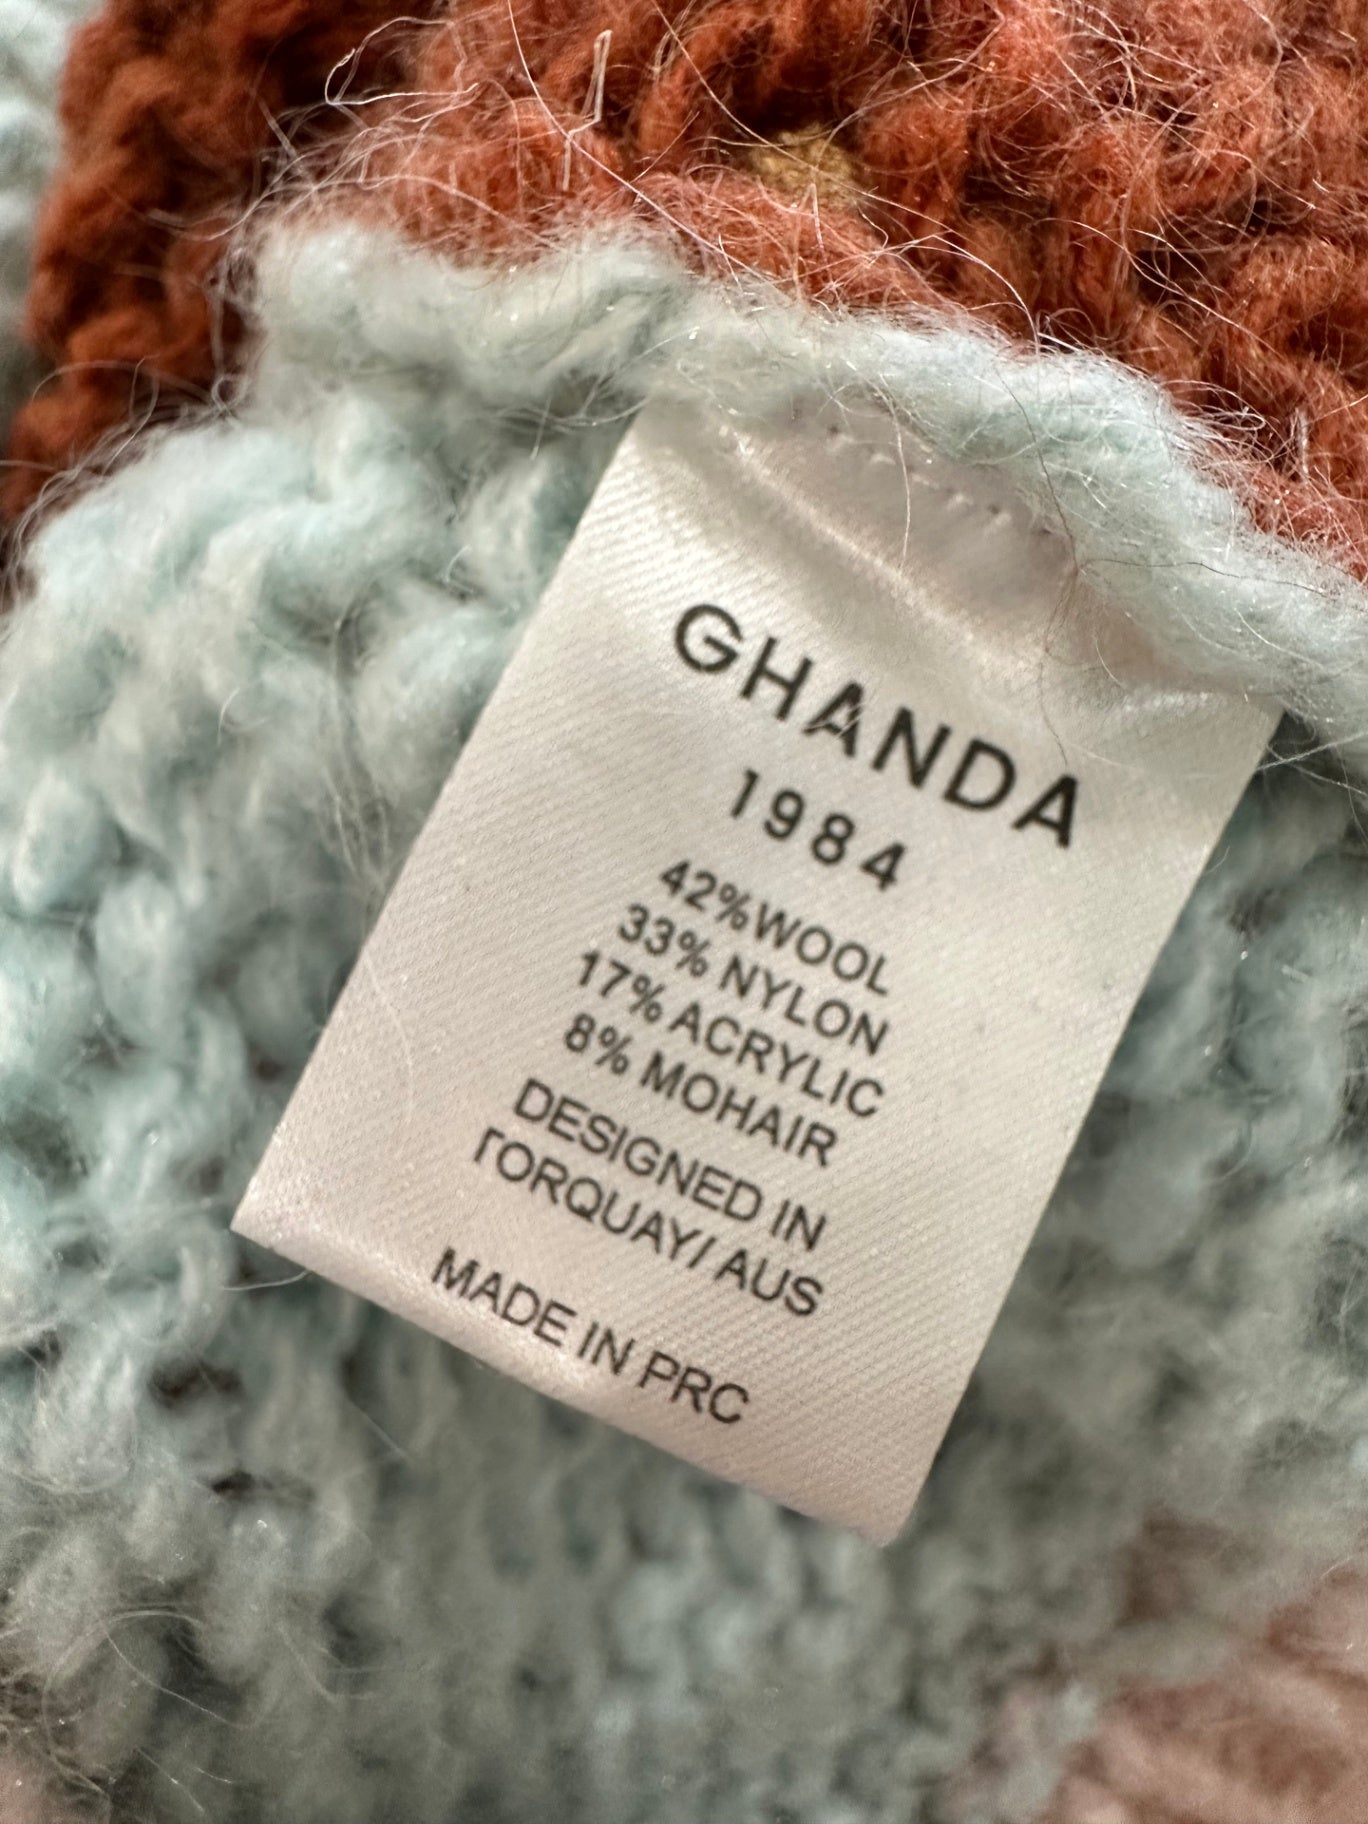 GHANDA
1984
42%WOOL
33% NYLON
17% ACRYLIC
8% MOHAIR
DESIGNED IN
TORQUAY/ AUS
MADE IN PRC